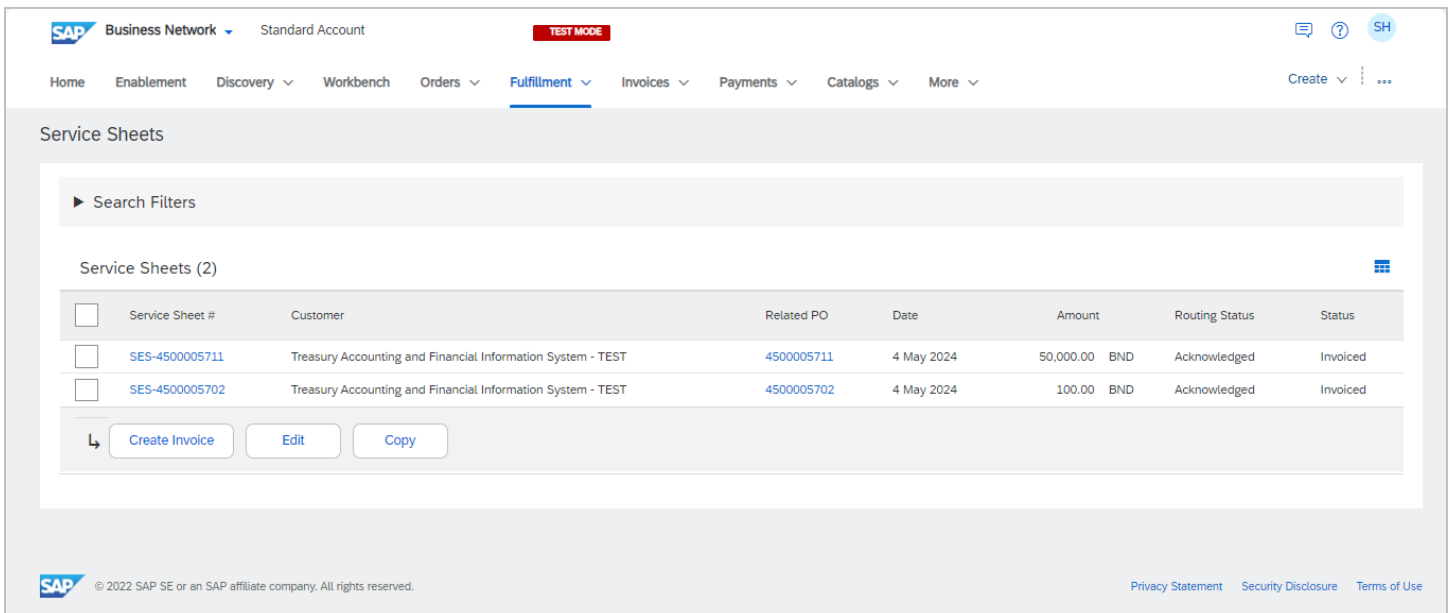 SAP Business Network Standard Account TEST MODE SH
Home Enablement Discovery Workbench Orders Fulfillment Invoices Payments Catalogs More Create
Service Sheets
Search Filters
Service Sheets (2)
Service Sheet # Customer Related PO Date Amount Routing Status Status
SES-4500005711 Treasury Accounting and Financial Information System - TEST 4500005711 4 May 2024 50,000.00 BND Acknowledged Invoiced
SES-4500005702 Treasury Accounting and Financial Information System - TEST 4500005702 4 May 2024 100.00 BND Acknowledged Invoiced
Create Invoice Edit Copy
SAP © 2022 SAP SE or an SAP affiliate company. All rights reserved. Privacy Statement Security Disclosure Terms of Use